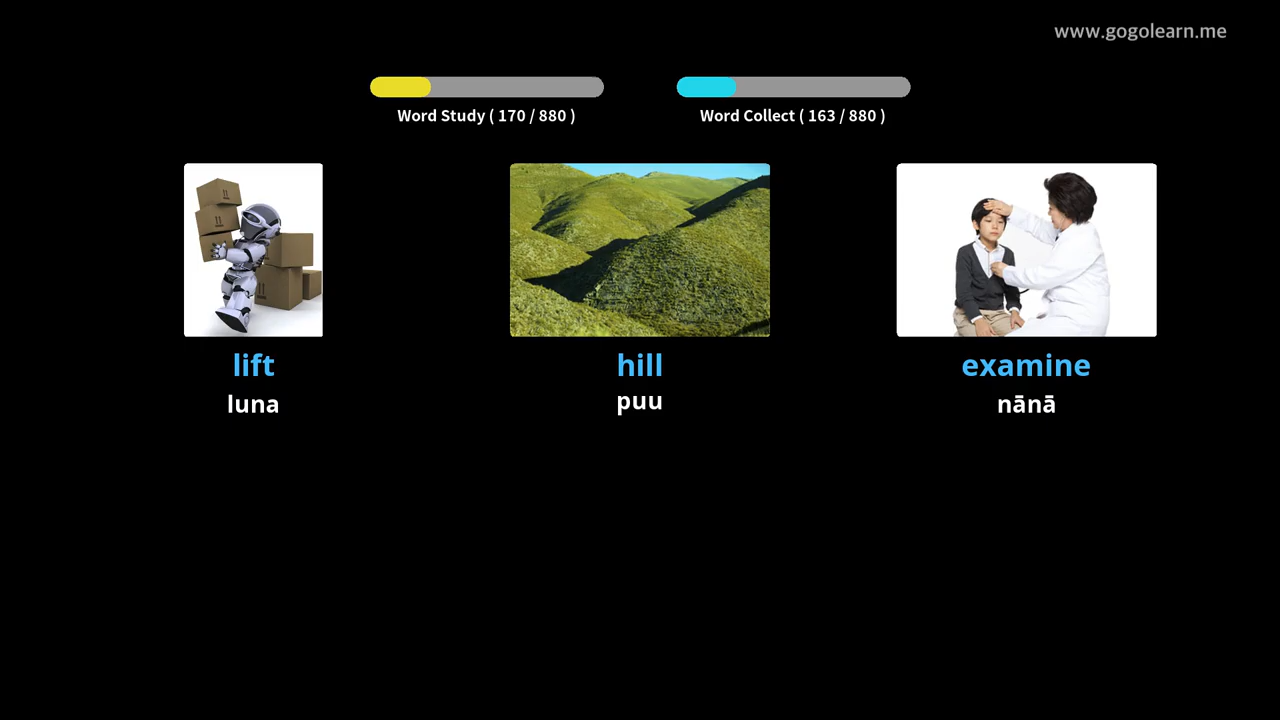 www.gogolearn.me
Word Study ( 170 / 880 )
Word Collect ( 163 / 880 )
lift
luna
hill
puu
examine
nānā